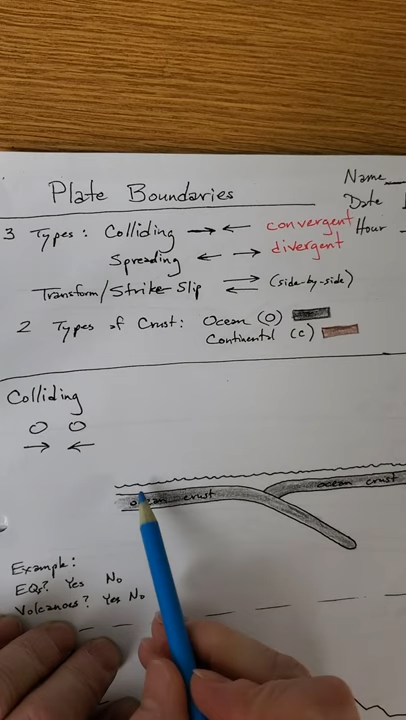 Plate Boundaries
Name
Date
Hour
3 Types: Colliding → ← convergent
Spreading ← → divergent
Transform/Strike-Slip (side-by-side)
2 Types of Crust: Ocean (O)
Continental (C)
Colliding
O O
→ ←
ocean crust
ocean crust
Example:
EQs? Yes No
Volcanoes? Yes No